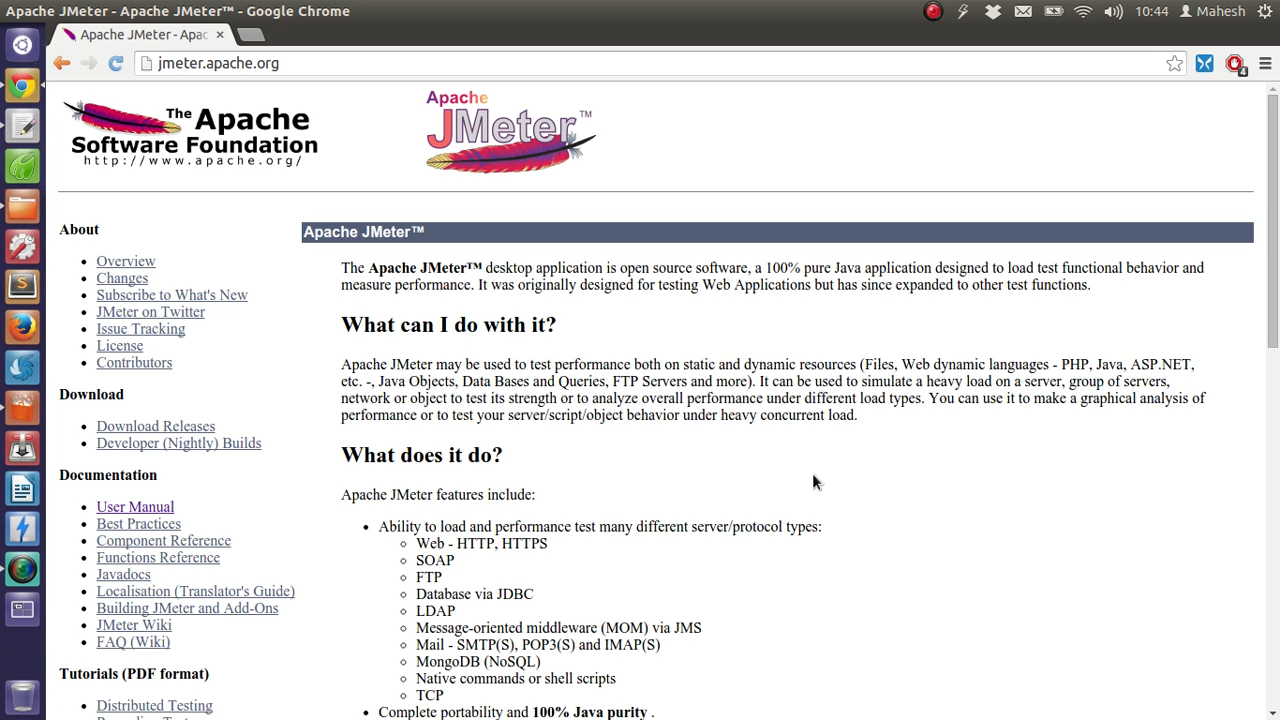 Apache JMeter - Apache JMeter™ - Google Chrome
10:44 Mahesh
Apache JMeter - Apac
jmeter.apache.org
4
The Apache
Software Foundation
http://www.apache.org/
Apache
JMeter™
About
Overview
Changes
Subscribe to What's New
JMeter on Twitter
Issue Tracking
License
Contributors
Download
Download Releases
Developer (Nightly) Builds
Documentation
User Manual
Best Practices
Component Reference
Functions Reference
Javadocs
Localisation (Translator's Guide)
Building JMeter and Add-Ons
JMeter Wiki
FAQ (Wiki)
Tutorials (PDF format)
Distributed Testing
Apache JMeter™
The Apache JMeter™ desktop application is open source software, a 100% pure Java application designed to load test functional behavior and
measure performance. It was originally designed for testing Web Applications but has since expanded to other test functions.
What can I do with it?
Apache JMeter may be used to test performance both on static and dynamic resources (Files, Web dynamic languages - PHP, Java, ASP.NET,
etc. -, Java Objects, Data Bases and Queries, FTP Servers and more). It can be used to simulate a heavy load on a server, group of servers,
network or object to test its strength or to analyze overall performance under different load types. You can use it to make a graphical analysis of
performance or to test your server/script/object behavior under heavy concurrent load.
What does it do?
Apache JMeter features include:
Ability to load and performance test many different server/protocol types:
Web - HTTP, HTTPS
SOAP
FTP
Database via JDBC
LDAP
Message-oriented middleware (MOM) via JMS
Mail - SMTP(S), POP3(S) and IMAP(S)
MongoDB (NoSQL)
Native commands or shell scripts
TCP
Complete portability and 100% Java purity .